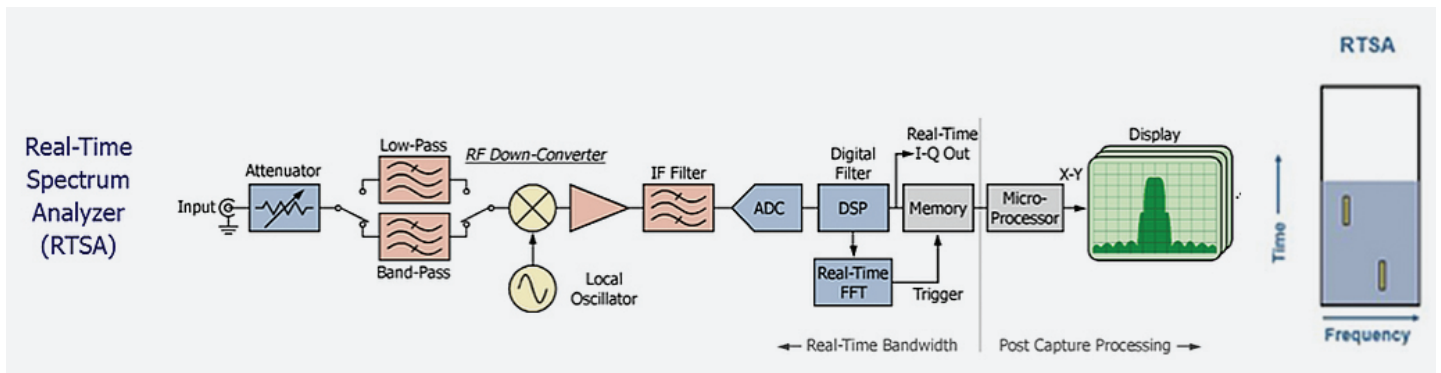 Real-Time
Spectrum
Analyzer
(RTSA)
Input
Attenuator
Low-Pass
Band-Pass
RF Down-Converter
Local
Oscillator
IF Filter
ADC
Digital
Filter
DSP
Real-Time
FFT
Real-Time
I-Q Out
Memory
Trigger
Micro-
Processor
X-Y
Display
Real-Time Bandwidth
Post Capture Processing
RTSA
Time
Frequency